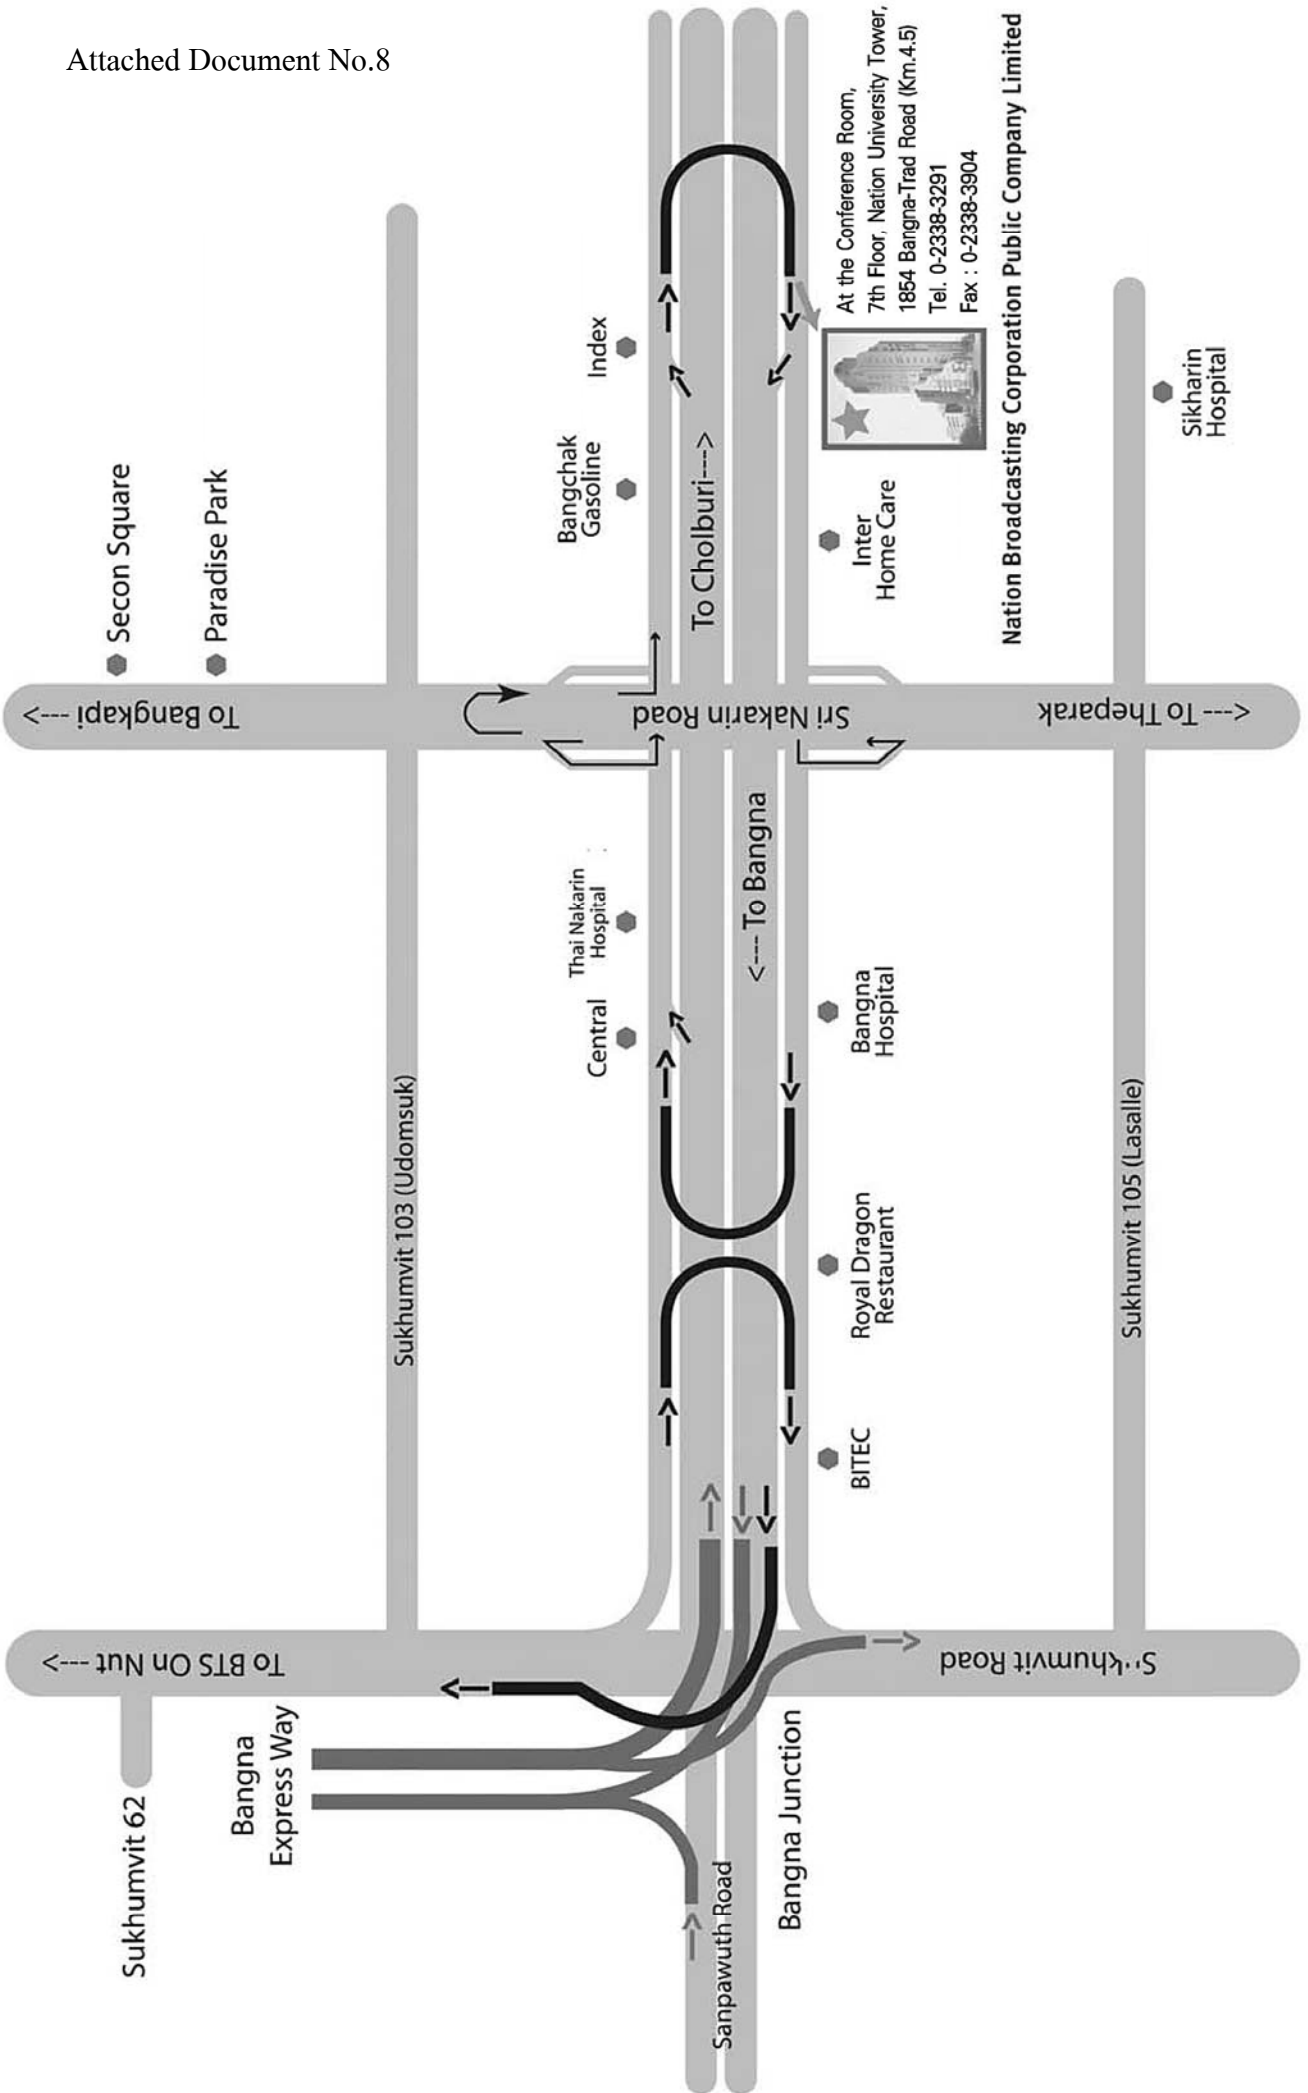 Attached Document No.8
Secon Square
Paradise Park
<--- To Bangkapi
Sri Nakarin Road
<--- To Theparak
Bangchak
Gasoline
Index
To Cholburi--->
At the Conference Room,
7th Floor, Nation University Tower,
1854 Bangna-Trad Road (Km.4.5)
Tel. 0-2338-3291
Fax : 0-2338-3904
Nation Broadcasting Corporation Public Company Limited
Inter
Home Care
Sikharin
Hospital
Thai Nakarin
Hospital
Central
<--- To Bangna
Bangna
Hospital
Sukhumvit 103 (Udomsuk)
Royal Dragon
Restaurant
BITEC
Sukhumvit 105 (Lasalle)
To BTS On Nut --->
Road
Sukhumvit 62
Bangna
Express Way
Sanpawuth Road
Bangna Junction